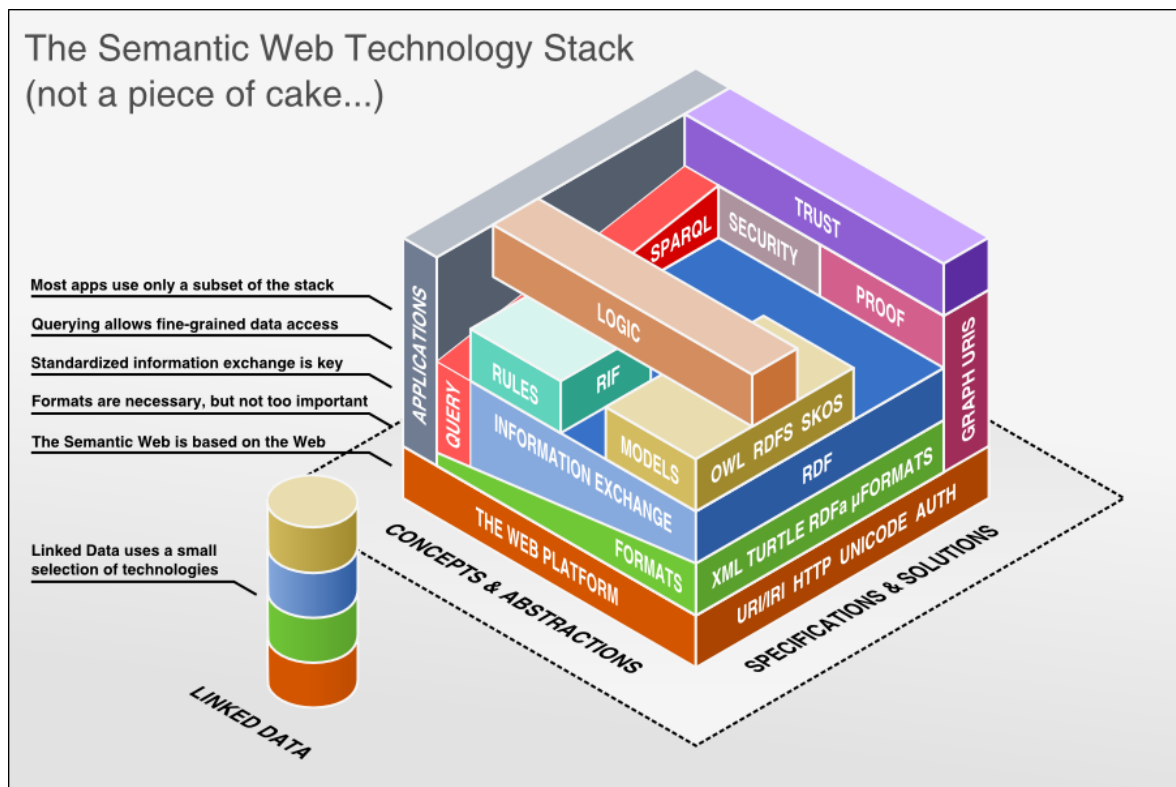 The Semantic Web Technology Stack
(not a piece of cake...)
Most apps use only a subset of the stack
Querying allows fine-grained data access
Standardized information exchange is key
Formats are necessary, but not too important
The Semantic Web is based on the Web
Linked Data uses a small
selection of technologies
LINKED DATA
APPLICATIONS
TRUST
SPARQL
SECURITY
PROOF
LOGIC
RULES
RIF
QUERY
INFORMATION EXCHANGE
MODELS
OWL RDFS SKOS
RDF
GRAPH URIS
FORMATS
XML TURTLE RDFa µFORMATS
THE WEB PLATFORM
URI/IRI HTTP UNICODE AUTH
CONCEPTS & ABSTRACTIONS
SPECIFICATIONS & SOLUTIONS